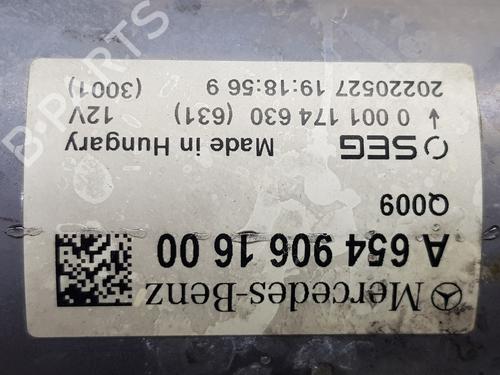 Mercedes-Benz
A 654 906 16 00
Q009
SEG Made in Hungary
0 001 174 630 (631) 12V
20220527 19:18:56 9 (3001)
B-PARTS